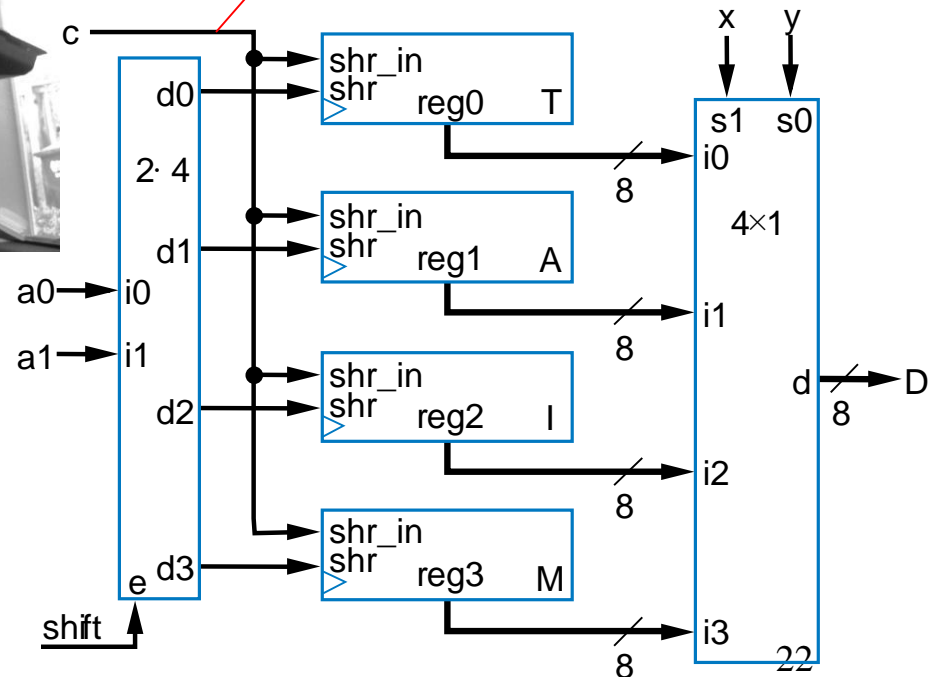 x y
c
shr_in
shr
reg0 T
d0
s1 s0
i0
8
2· 4
4×1
shr_in
shr
reg1 A
d1
a0 i0
i1
8
a1 i1
shr_in
shr
reg2 I
d2
d D
8
i2
8
shr_in
shr
reg3 M
d3
e
shift
i3
8
22